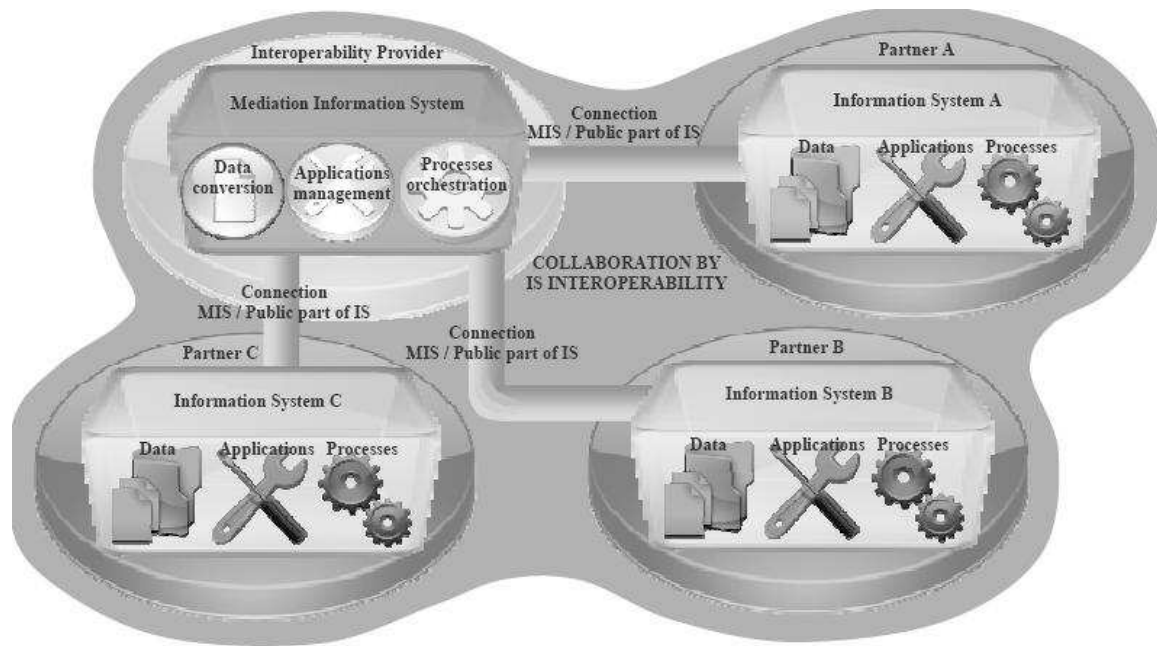 Interoperability Provider
Mediation Information System
Data
conversion
Applications
management
Processes
orchestration
Connection
MIS / Public part of IS
Partner A
Information System A
Data
Applications
Processes
COLLABORATION BY
IS INTEROPERABILITY
Connection
MIS / Public part of IS
Connection
MIS / Public part of IS
Partner C
Information System C
Data
Applications
Processes
Partner B
Information System B
Data
Applications
Processes